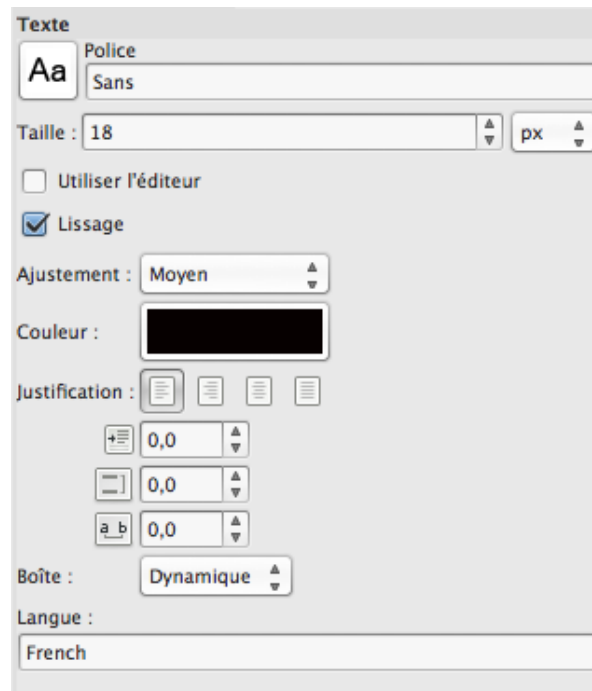 Texte
Police
Aa
Sans
Taille : 18 px
Utiliser l'éditeur
Lissage
Ajustement : Moyen
Couleur :
Justification :
0,0
0,0
a_b 0,0
Boîte : Dynamique
Langue :
French